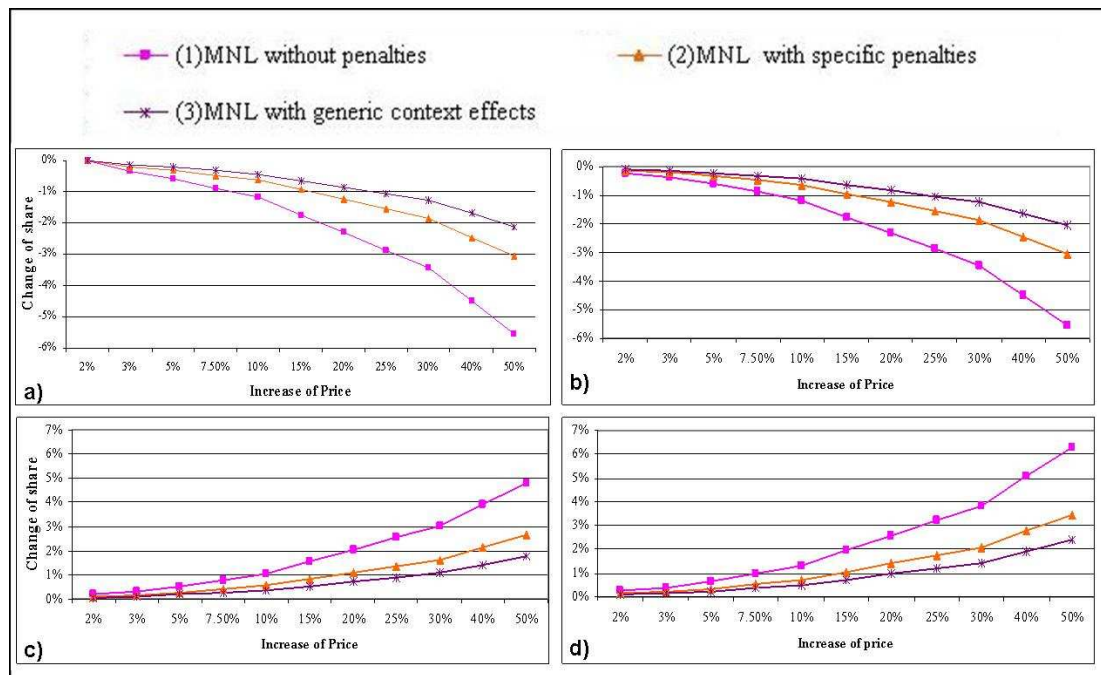 (1)MNL without penalties
(2)MNL with specific penalties
(3)MNL with generic context effects
0%
-1%
-2%
-3%
-4%
-5%
-6%
Change of share
2% 3% 5% 7.50% 10% 15% 20% 25% 30% 40% 50%
Increase of Price
a)
0%
-1%
-2%
-3%
-4%
-5%
-6%
2% 3% 5% 7.50% 10% 15% 20% 25% 30% 40% 50%
Increase of Price
b)
7%
6%
5%
4%
3%
2%
1%
0%
Change of share
2% 3% 5% 7.50% 10% 15% 20% 25% 30% 40% 50%
Increase of Price
c)
7%
6%
5%
4%
3%
2%
1%
0%
2% 3% 5% 7.50% 10% 15% 20% 25% 30% 40% 50%
Increase of price
d)